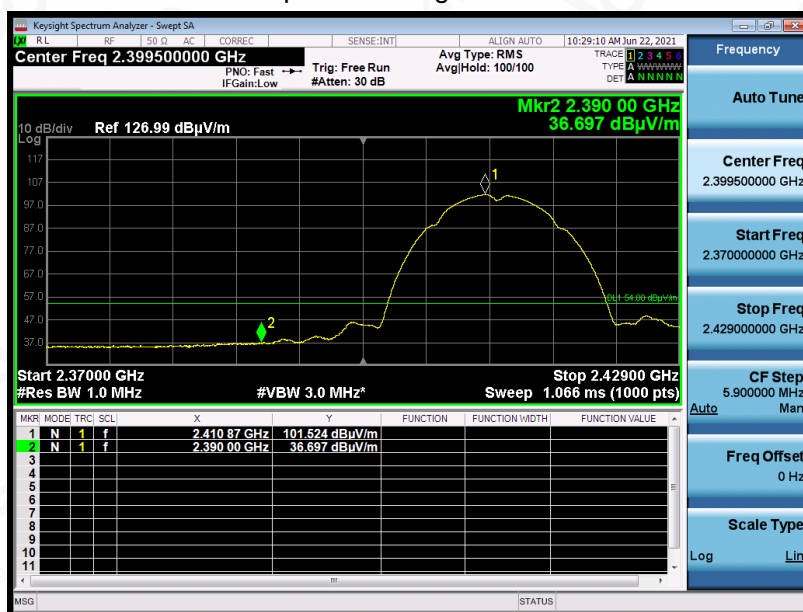 Keysight Spectrum Analyzer - Swept SA
LXI RL RF 50 Ω AC CORREC SENSE:INT ALIGN AUTO 10:29:10 AM Jun 22, 2021
Center Freq 2.399500000 GHz
PNO: Fast
IFGain:Low
Trig: Free Run
#Atten: 30 dB
Avg Type: RMS
Avg|Hold: 100/100
TRACE 1 2 3 4 5 6
TYPE A WWWWW
DET A N N N N N
Mkr2 2.390 00 GHz
36.697 dBµV/m
10 dB/div Ref 126.99 dBµV/m
Log
117
107
97.0
87.0
77.0
67.0
57.0
47.0
37.0
1
2
DL1 54.00 dBµV/m
Start 2.37000 GHz Stop 2.42900 GHz
#Res BW 1.0 MHz #VBW 3.0 MHz* Sweep 1.066 ms (1000 pts)
MKR MODE TRC SCL X Y FUNCTION FUNCTION WIDTH FUNCTION VALUE
1 N 1 f 2.410 87 GHz 101.524 dBµV/m
2 N 1 f 2.390 00 GHz 36.697 dBµV/m
3
4
5
6
7
8
9
10
11
MSG STATUS
Frequency
Auto Tune
Center Freq
2.399500000 GHz
Start Freq
2.370000000 GHz
Stop Freq
2.429000000 GHz
CF Step
5.900000 MHz
Auto Man
Freq Offset
0 Hz
Scale Type
Log Lin